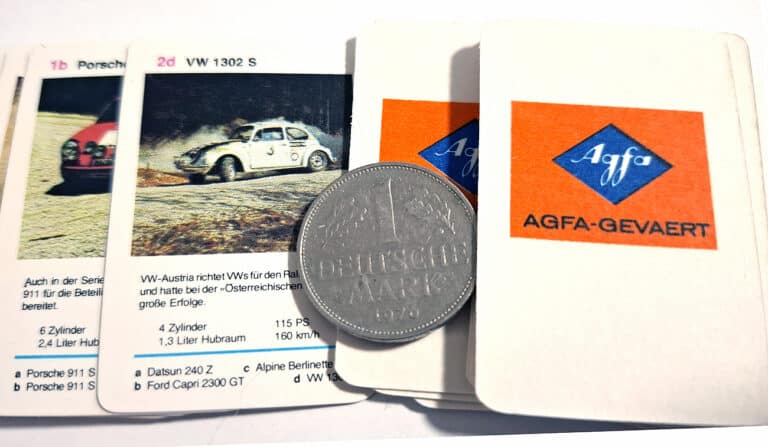 1b Porsch
Auch in der Serie
911 für die Beteili
bereitet.
6 Zylinder
2,4 Liter Hub
a Porsche 911 S
b Porsche 911 S
2d VW 1302 S
VW-Austria richtet VWs für den Ral
und hatte bei der »Österreichischen
große Erfolge.
4 Zylinder 115 PS
1,3 Liter Hubraum 160 km/h
a Datsun 240 Z c Alpine Berlinette
b Ford Capri 2300 GT d VW 13
1
DEUTSCHE
MARK
Agfa
Agfa
AGFA-GEVAERT